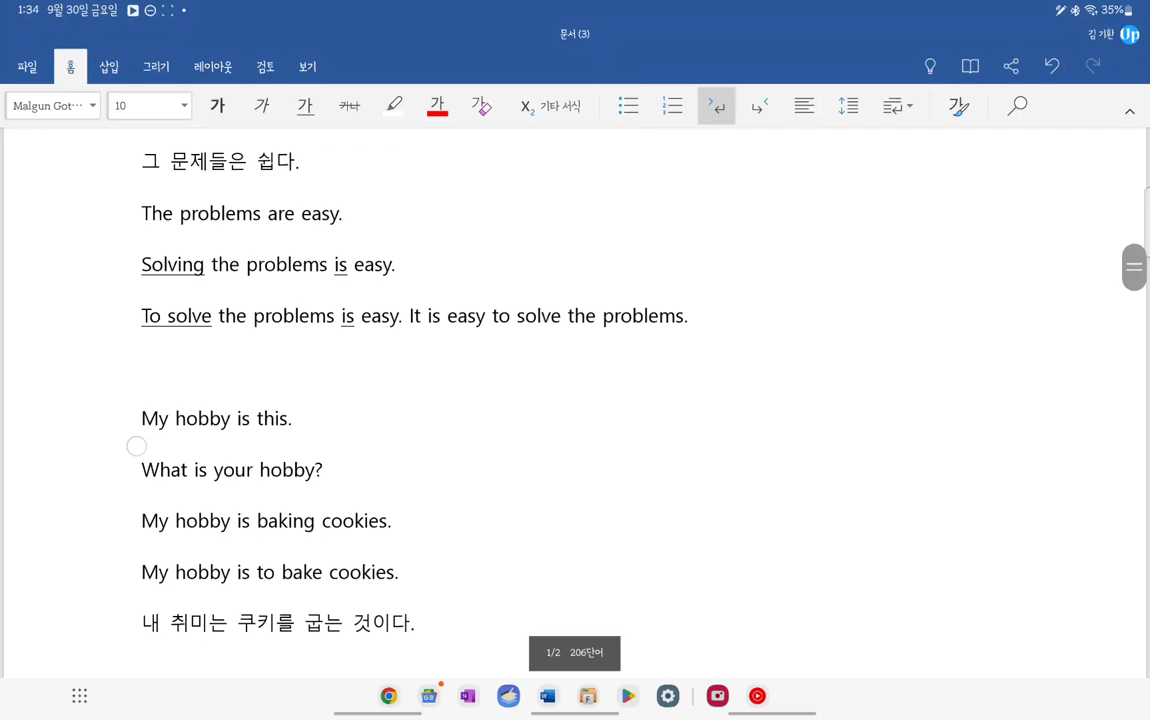 1:34 9월 30일 금요일 35%
문서 (3)
김 기환 Up
파일 홈 삽입 그리기 레이아웃 검토 보기
Malgun Got... 10 가 가 가 가나 가 가 X₂ 기타 서식 가
그 문제들은 쉽다.
The problems are easy.
Solving the problems is easy.
To solve the problems is easy. It is easy to solve the problems.
My hobby is this.
What is your hobby?
My hobby is baking cookies.
My hobby is to bake cookies.
내 취미는 쿠키를 굽는 것이다.
1/2 206단어